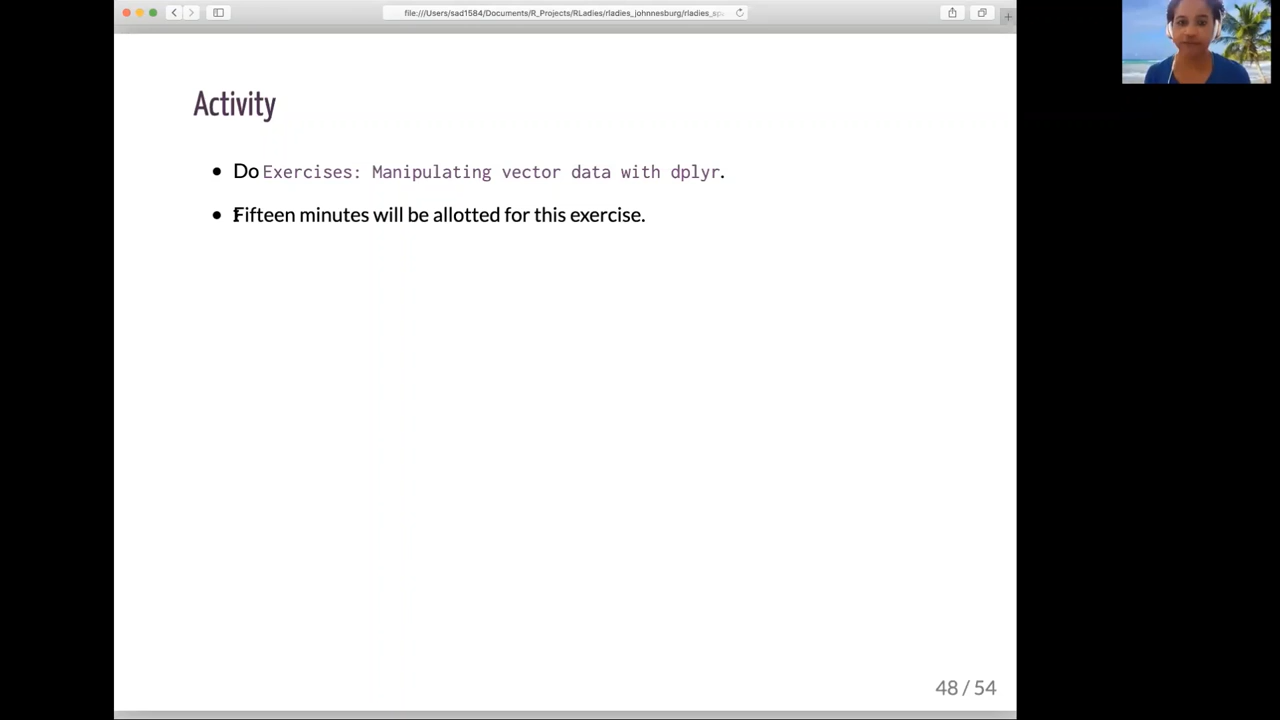 file:///Users/sad1584/Documents/R_Projects/RLadies/rladies_johnnesburg/rladies_sp
Activity
Do Exercises: Manipulating vector data with dplyr.
Fifteen minutes will be allotted for this exercise.
48 / 54